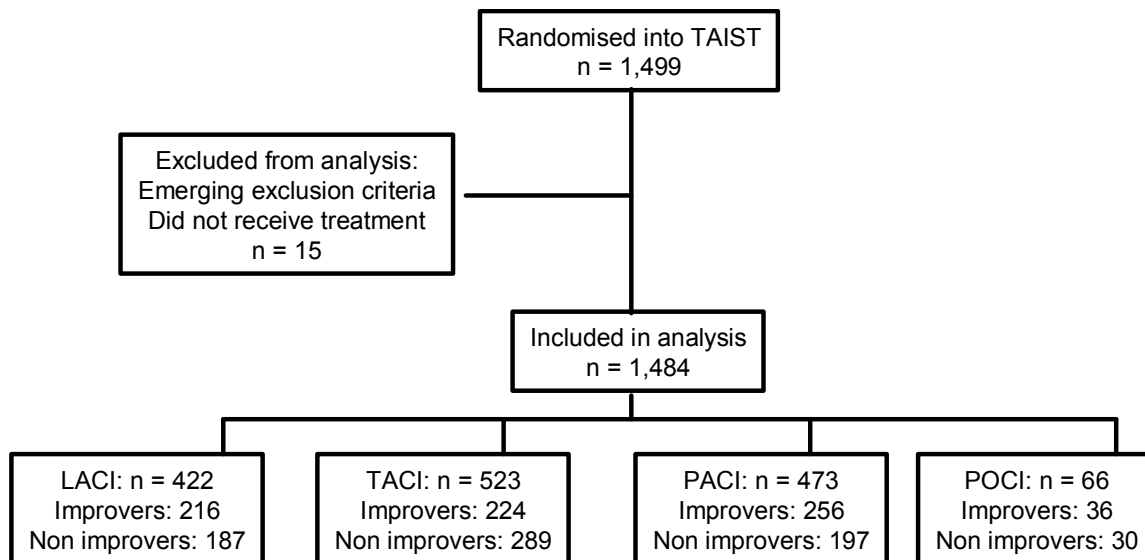 Randomised into TAIST
n = 1,499
Excluded from analysis:
Emerging exclusion criteria
Did not receive treatment
n = 15
Included in analysis
n = 1,484
LACI: n = 422
Improvers: 216
Non improvers: 187
TACI: n = 523
Improvers: 224
Non improvers: 289
PACI: n = 473
Improvers: 256
Non improvers: 197
POCI: n = 66
Improvers: 36
Non improvers: 30